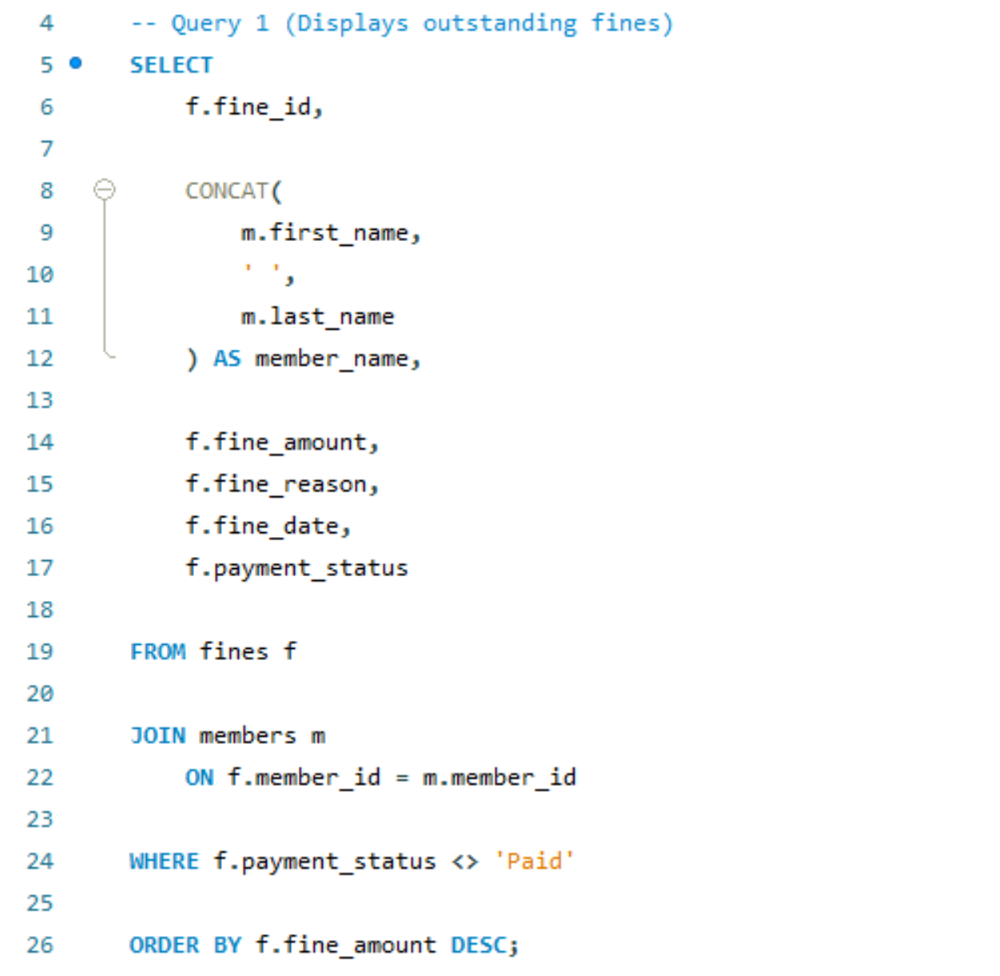 4 -- Query 1 (Displays outstanding fines)
5 SELECT
6 f.fine_id,
7
8 CONCAT(
9 m.first_name,
10 ' ',
11 m.last_name
12 ) AS member_name,
13
14 f.fine_amount,
15 f.fine_reason,
16 f.fine_date,
17 f.payment_status
18
19 FROM fines f
20
21 JOIN members m
22 ON f.member_id = m.member_id
23
24 WHERE f.payment_status <> 'Paid'
25
26 ORDER BY f.fine_amount DESC;